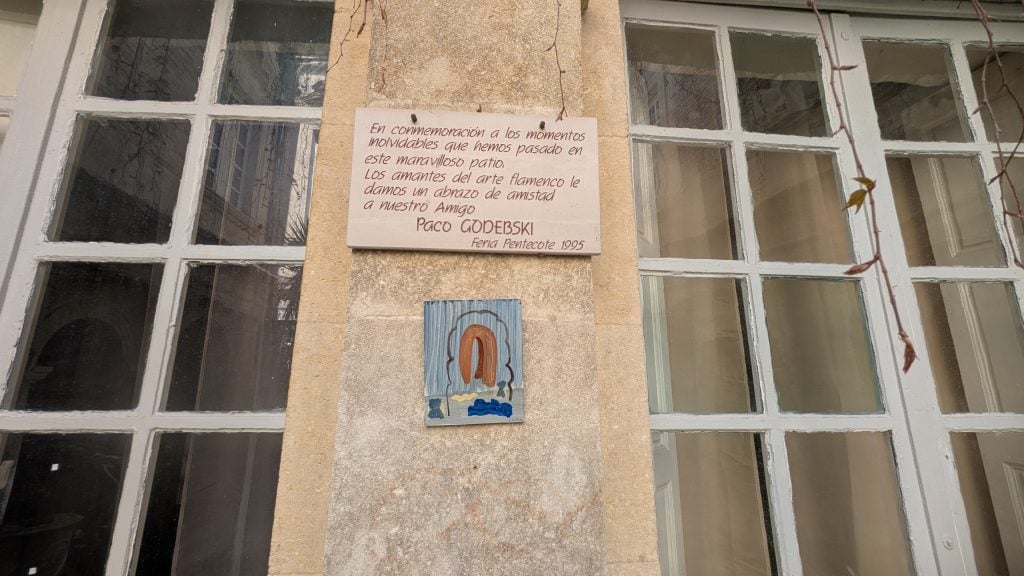 En conmemoración a los momentos
inolvidables que hemos pasado en
este maravilloso patio.
Los amantes del arte flamenco le
damos un abrazo de amistad
a nuestro Amigo
Paco GODEBSKI
Feria Pentecote 1995